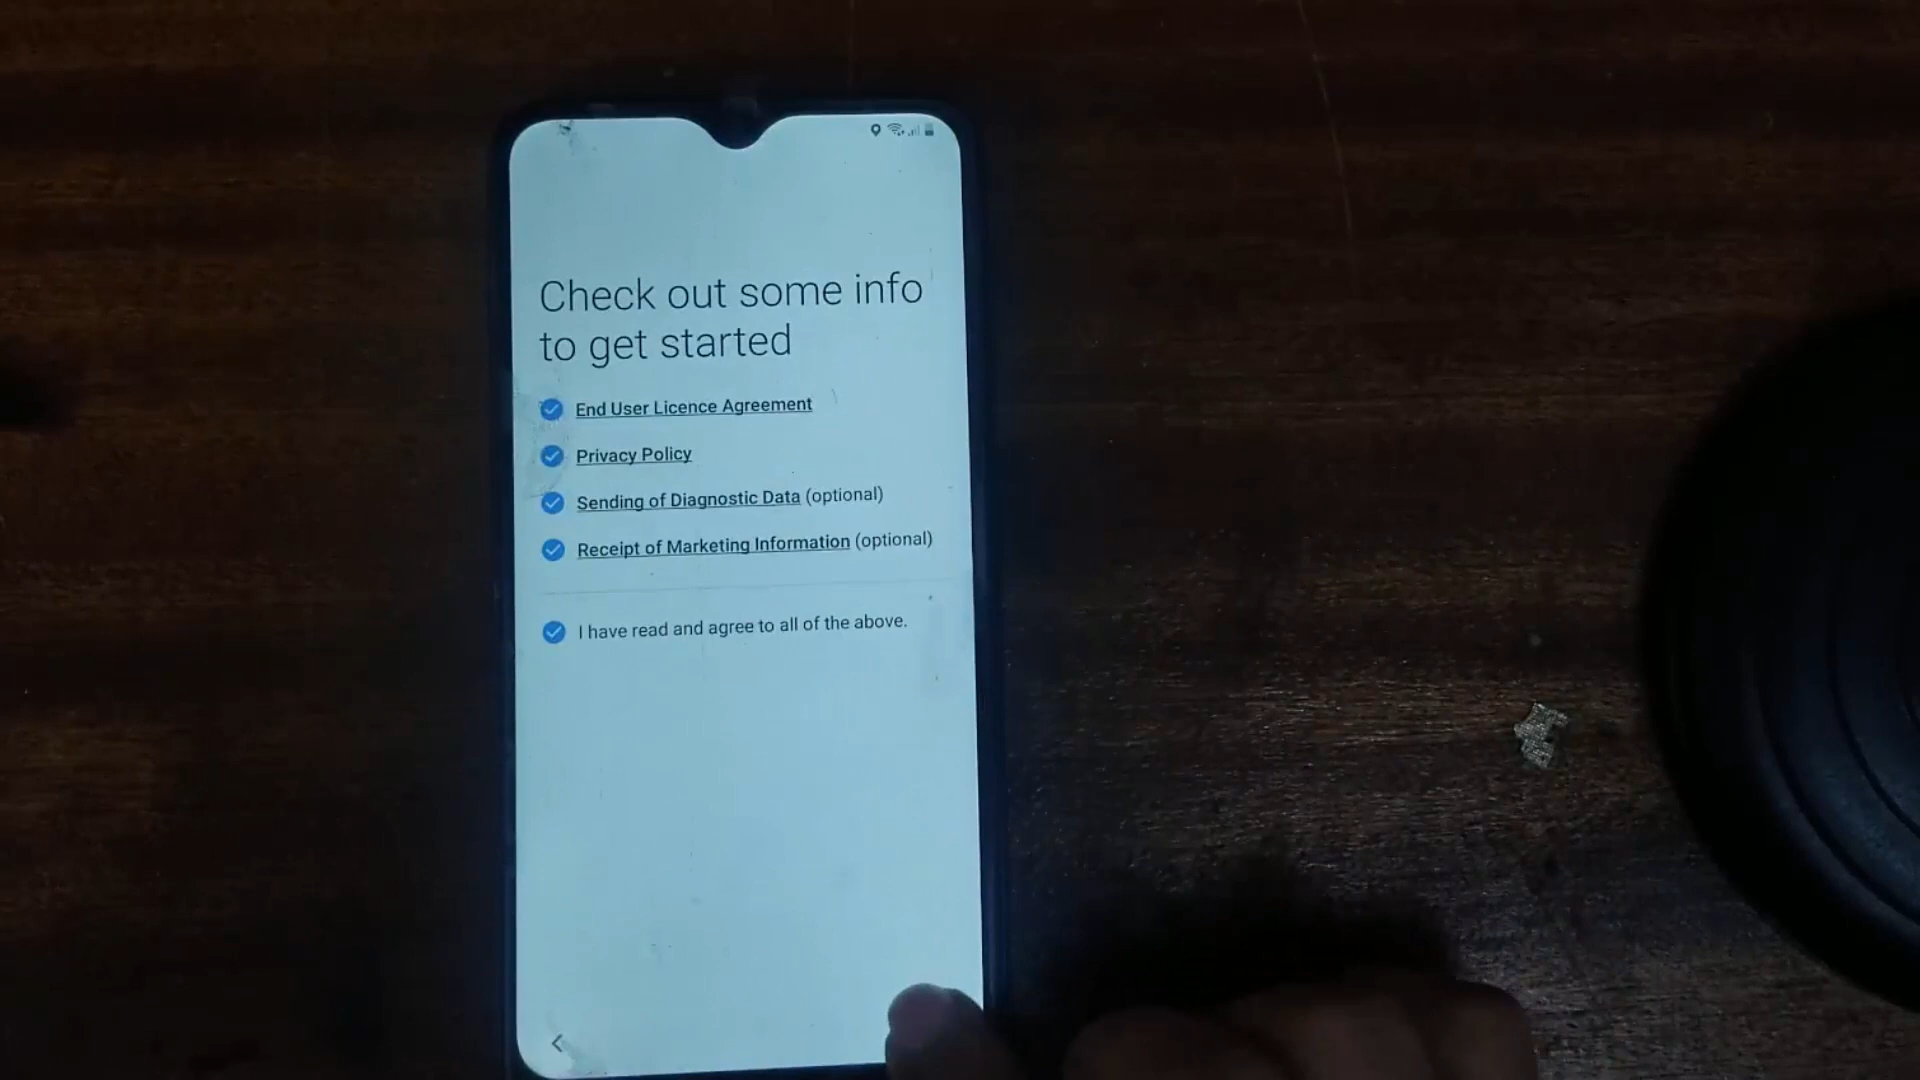 Check out some info
to get started
End User Licence Agreement
Privacy Policy
Sending of Diagnostic Data (optional)
Receipt of Marketing Information (optional)
I have read and agree to all of the above.